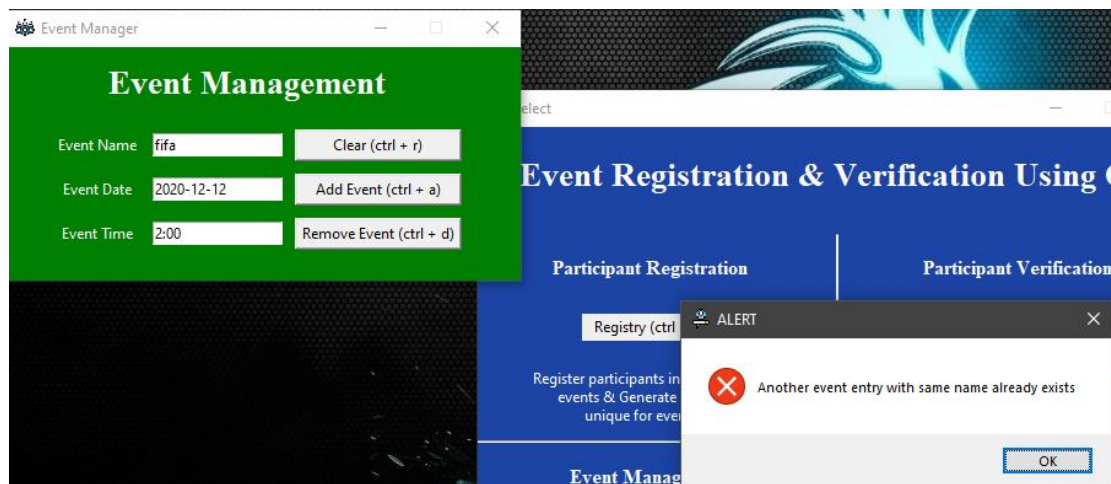 Event Manager
Event Management
Event Name fifa Clear (ctrl + r)
Event Date 2020-12-12 Add Event (ctrl + a)
Event Time 2:00 Remove Event (ctrl + d)
elect
Event Registration & Verification Using
Participant Registration
Participant Verification
Registry (ctrl
Register participants in
events & Generate
unique for
Event
ALERT
Another event entry with same name already exists
OK